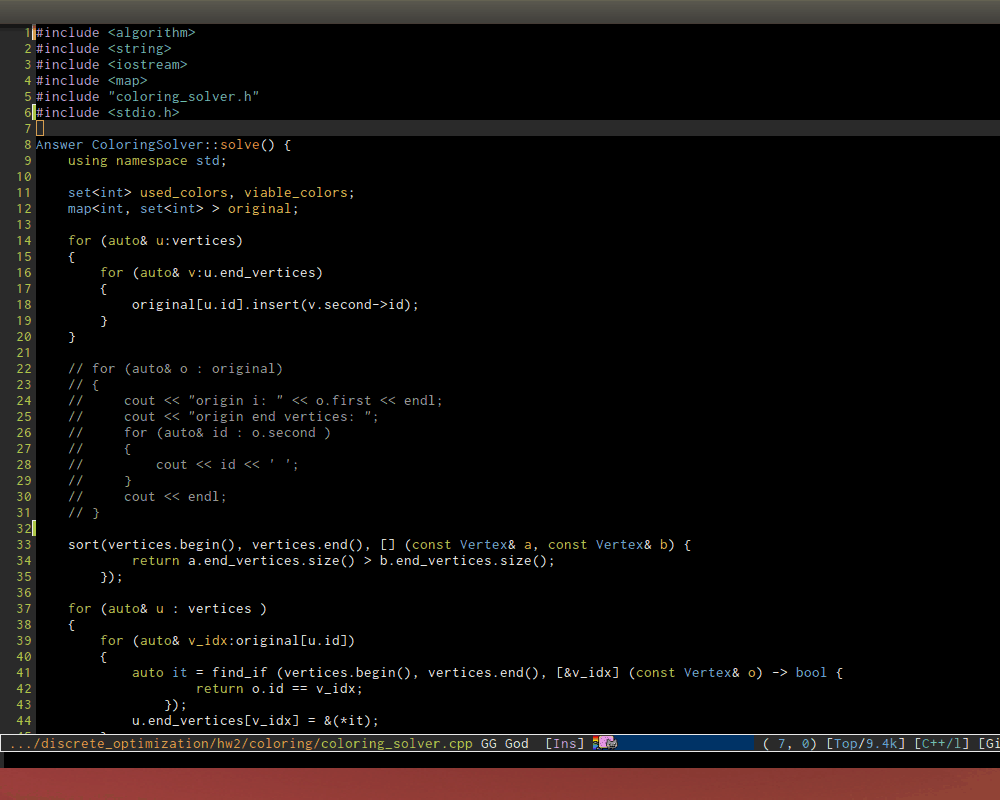 1 #include <algorithm>
2 #include <string>
3 #include <iostream>
4 #include <map>
5 #include "coloring_solver.h"
6 #include <stdio.h>
7
8 Answer ColoringSolver::solve() {
9     using namespace std;
10
11     set<int> used_colors, viable_colors;
12     map<int, set<int> > original;
13
14     for (auto& u:vertices)
15     {
16         for (auto& v:u.end_vertices)
17         {
18             original[u.id].insert(v.second->id);
19         }
20     }
21
22     // for (auto& o : original)
23     // {
24     //     cout << "origin i: " << o.first << endl;
25     //     cout << "origin end vertices: ";
26     //     for (auto& id : o.second )
27     //     {
28     //         cout << id << ' ';
29     //     }
30     //     cout << endl;
31     // }
32
33     sort(vertices.begin(), vertices.end(), [] (const Vertex& a, const Vertex& b) {
34             return a.end_vertices.size() > b.end_vertices.size();
35         });
36
37     for (auto& u : vertices )
38     {
39         for (auto& v_idx:original[u.id])
40         {
41             auto it = find_if (vertices.begin(), vertices.end(), [&v_idx] (const Vertex& o) -> bool {
42                     return o.id == v_idx;
43                 });
44             u.end_vertices[v_idx] = &(*it);
.../discrete_optimization/hw2/coloring/coloring_solver.cpp GG God  [Ins] ( 7, 0) [Top/9.4k] [C++/l] [Gi